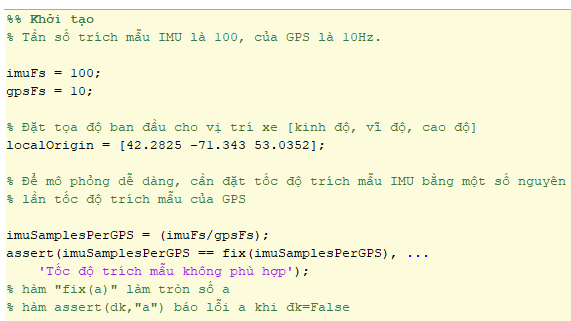 %% Khởi tạo
% Tần số trích mẫu IMU là 100, của GPS là 10Hz.
imuFs = 100;
gpsFs = 10;
% Đặt tọa độ ban đầu cho vị trí xe [kinh độ, vĩ độ, cao độ]
localOrigin = [42.2825 -71.343 53.0352];
% Để mô phỏng dễ dàng, cần đặt tốc độ trích mẫu IMU bằng một số nguyên
% lần tốc độ trích mẫu của GPS
imuSamplesPerGPS = (imuFs/gpsFs);
assert(imuSamplesPerGPS == fix(imuSamplesPerGPS), ...
'Tốc độ trích mẫu không phù hợp');
% hàm "fix(a)" làm tròn số a
% hàm assert(dk,"a") báo lỗi a khi đk=False